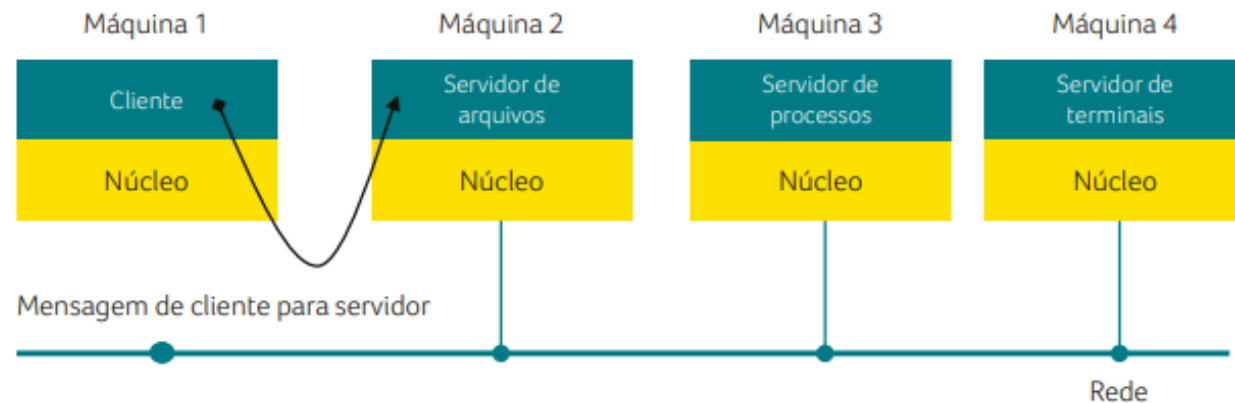 Máquina 1
Máquina 2
Máquina 3
Máquina 4
Cliente
Servidor de
arquivos
Servidor de
processos
Servidor de
terminais
Núcleo
Núcleo
Núcleo
Núcleo
Mensagem de cliente para servidor
Rede